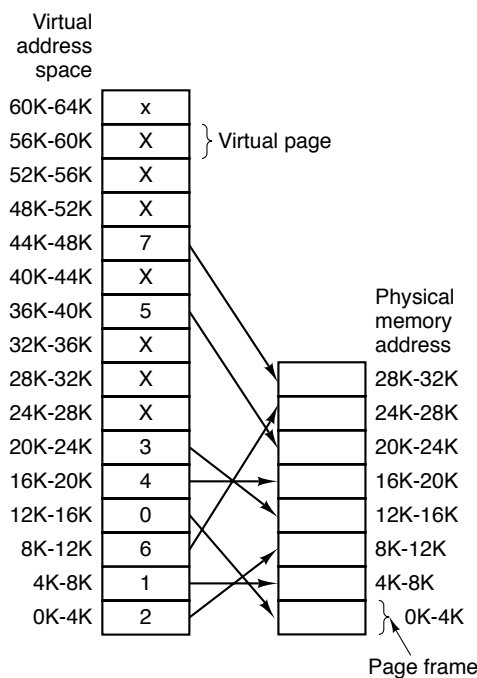 Virtual
address
space
60K-64K x
56K-60K X Virtual page
52K-56K X
48K-52K X
44K-48K 7
40K-44K X
36K-40K 5
32K-36K X
28K-32K X
24K-28K X
20K-24K 3
16K-20K 4
12K-16K 0
8K-12K 6
4K-8K 1
0K-4K 2
Physical
memory
address
28K-32K
24K-28K
20K-24K
16K-20K
12K-16K
8K-12K
4K-8K
0K-4K
Page frame